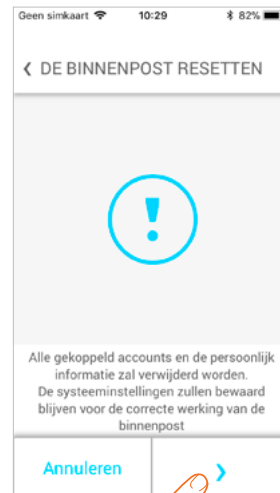 Geen simkaart 10:29 82%
DE BINNENPOST RESETTEN
!
Alle gekoppeld accounts en de persoonlijk
informatie zal verwijderd worden.
De systeeminstellingen zullen bewaard
blijven voor de correcte werking van de
binnenpost
Annuleren